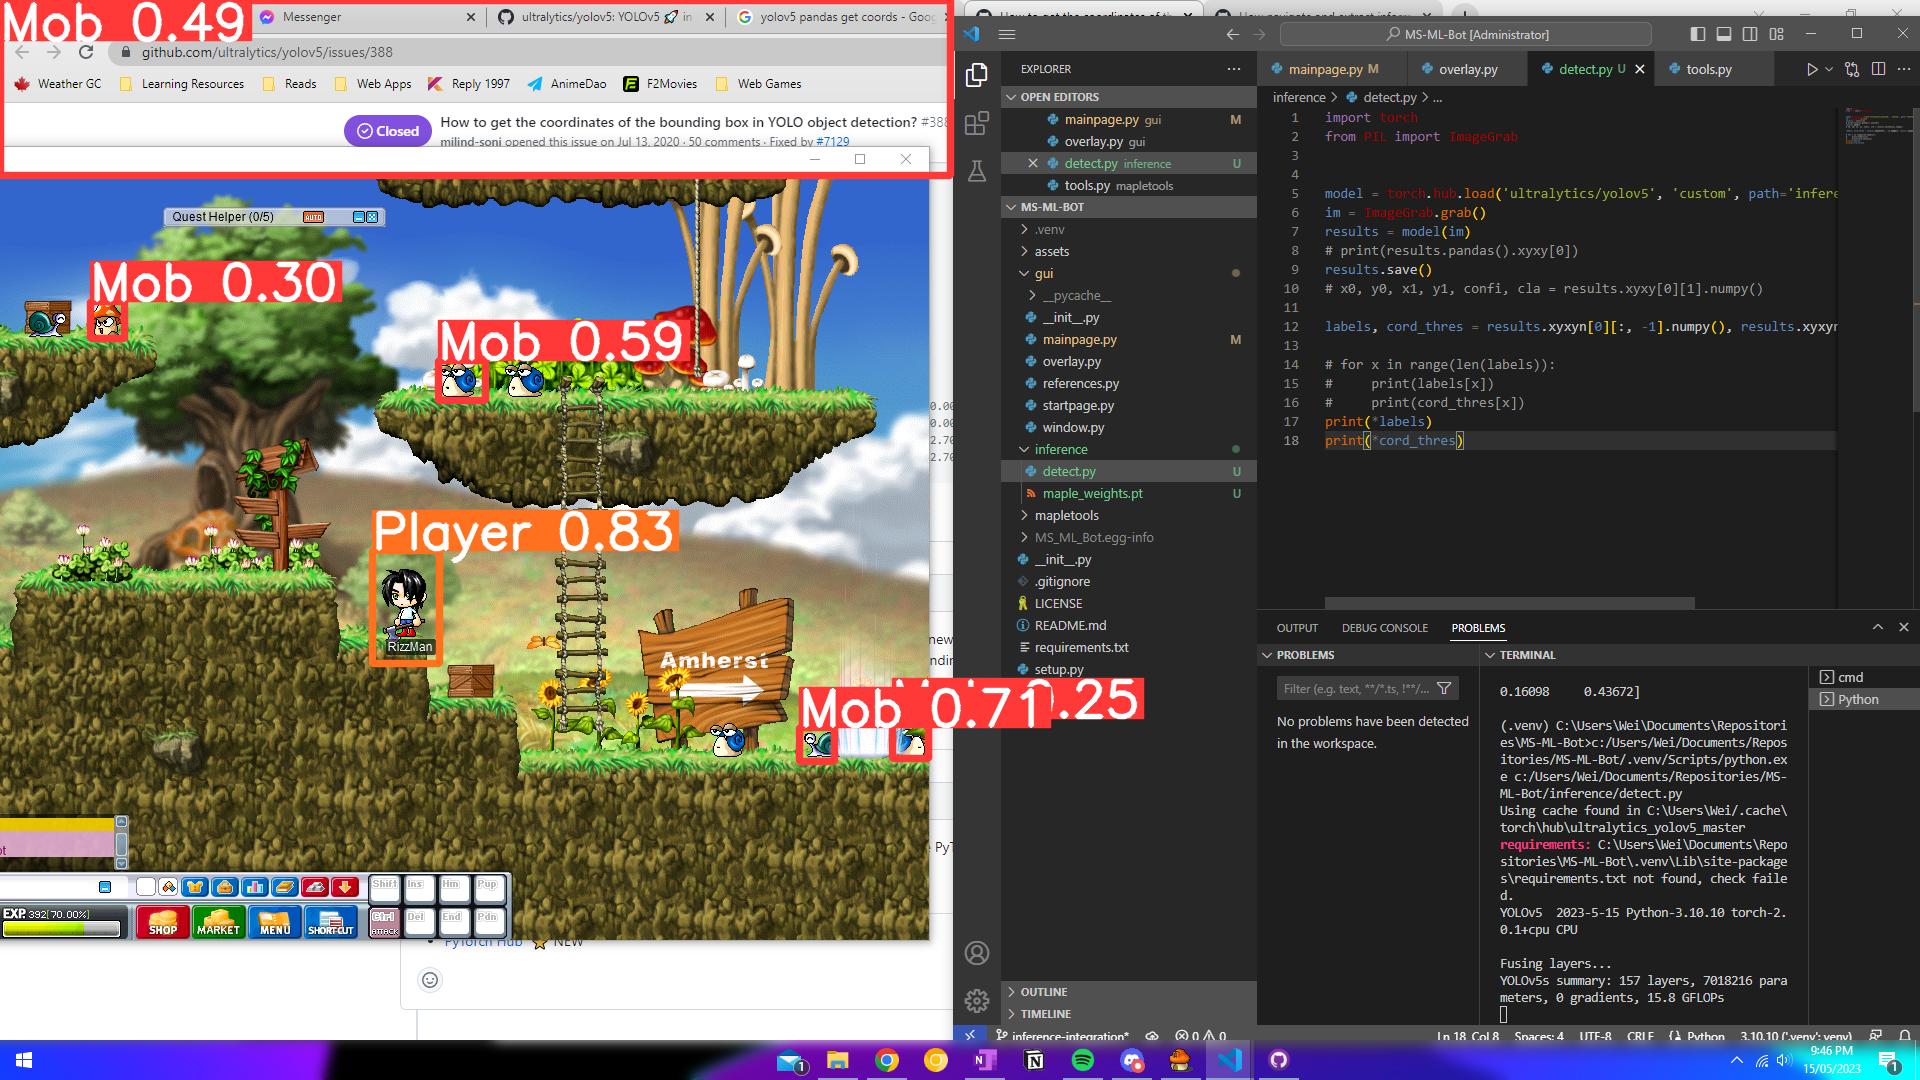 Mob 0.49
Messenger
ultralytics/yolov5: YOLOv5 🚀 in
yolov5 pandas get coords - Goog
github.com/ultralytics/yolov5/issues/388
Weather GC
Learning Resources
Reads
Web Apps
Reply 1997
AnimeDao
F2Movies
Web Games
Closed
How to get the coordinates of the bounding box in YOLO object detection? #388
milind-soni opened this issue on Jul 13, 2020 · 50 comments · Fixed by #7129
Quest Helper (0/5)
AUTO
Mob 0.30
Mob 0.59
Player 0.83
RizzMan
Amherst
Mob 0.71
0.25
EXP. 392[70.00%]
SHOP
MARKET
MENU
SHORTCUT
Shift
Ins
Hm
Pup
Ctrl
ATTACK
Del
End
Pdn
PyTorch Hub ⭐ NEW
MS-ML-Bot [Administrator]
EXPLORER
OPEN EDITORS
mainpage.py gui M
overlay.py gui
detect.py inference U
tools.py mapletools
MS-ML-BOT
.venv
assets
gui
__pycache__
__init__.py
mainpage.py M
overlay.py
references.py
startpage.py
window.py
inference
detect.py U
maple_weights.pt U
mapletools
MS_ML_Bot.egg-info
__init__.py
.gitignore
LICENSE
README.md
requirements.txt
setup.py
OUTLINE
TIMELINE
mainpage.py M
overlay.py
detect.py U
tools.py
inference > detect.py > ...
1 import torch
2 from PIL import ImageGrab
3
4
5 model = torch.hub.load('ultralytics/yolov5', 'custom', path='infere
6 im = ImageGrab.grab()
7 results = model(im)
8 # print(results.pandas().xyxy[0])
9 results.save()
10 # x0, y0, x1, y1, confi, cla = results.xyxy[0][1].numpy()
11
12 labels, cord_thres = results.xyxyn[0][:, -1].numpy(), results.xyxyn
13
14 # for x in range(len(labels)):
15 #     print(labels[x])
16 #     print(cord_thres[x])
17 print(*labels)
18 print(*cord_thres)
OUTPUT
DEBUG CONSOLE
PROBLEMS
PROBLEMS
Filter (e.g. text, **/*.ts, !**/...
No problems have been detected
in the workspace.
TERMINAL
0.16098     0.43672]
(.venv) C:\Users\Wei\Documents\Repositori
es\MS-ML-Bot>c:/Users/Wei/Documents/Repos
itories/MS-ML-Bot/.venv/Scripts/python.ex
e c:/Users/Wei/Documents/Repositories/MS-
ML-Bot/inference/detect.py
Using cache found in C:\Users\Wei/.cache\
torch\hub\ultralytics_yolov5_master
requirements: C:\Users\Wei\Documents\Repo
sitories\MS-ML-Bot\.venv\Lib\site-package
s\requirements.txt not found, check faile
d.
YOLOv5  2023-5-15 Python-3.10.10 torch-2.
0.1+cpu CPU
Fusing layers...
YOLOv5s summary: 157 layers, 7018216 para
meters, 0 gradients, 15.8 GFLOPs
cmd
Python
inference-integration*
0
0
Ln 18, Col 8
Spaces: 4
UTF-8
CRLF
Python
3.10.10 ('.venv': venv)
9:46 PM
15/05/2023